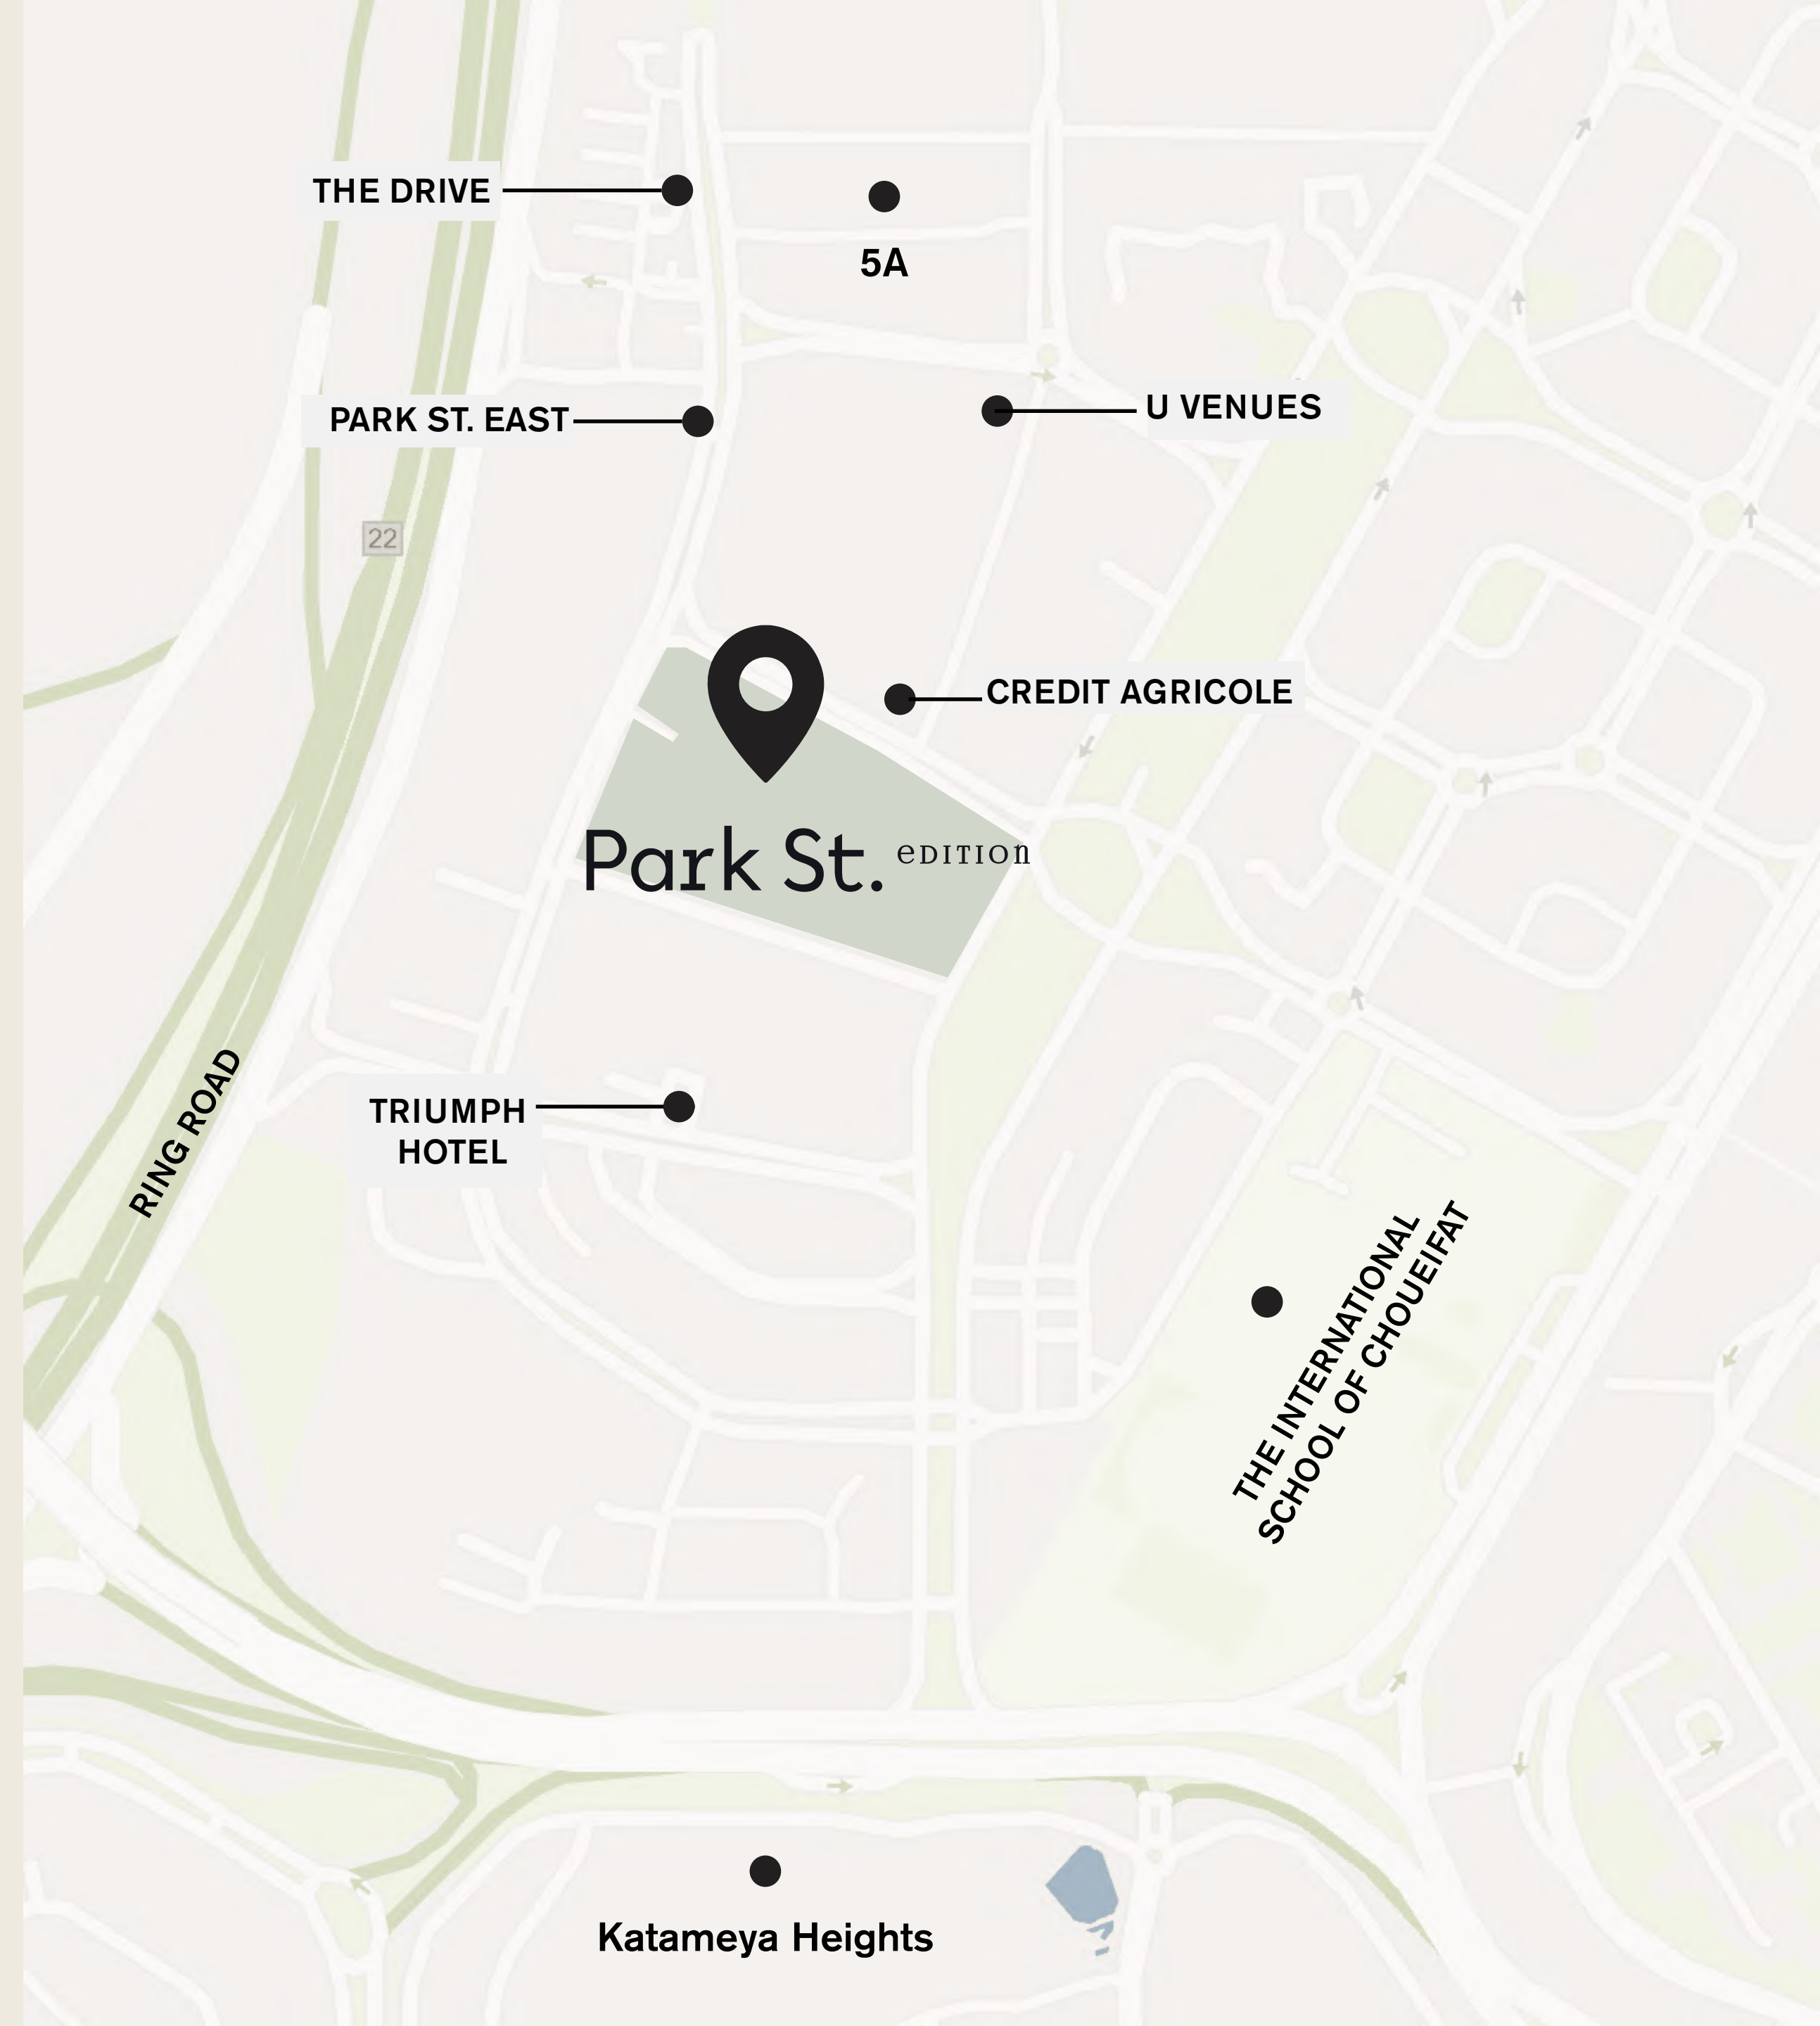 THE DRIVE
5A
PARK ST. EAST
U VENUES
22
CREDIT AGRICOLE
Park St. eDITIOn
RING ROAD
TRIUMPH
HOTEL
THE INTERNATIONAL
SCHOOL OF CHOUEIFAT
Katameya Heights